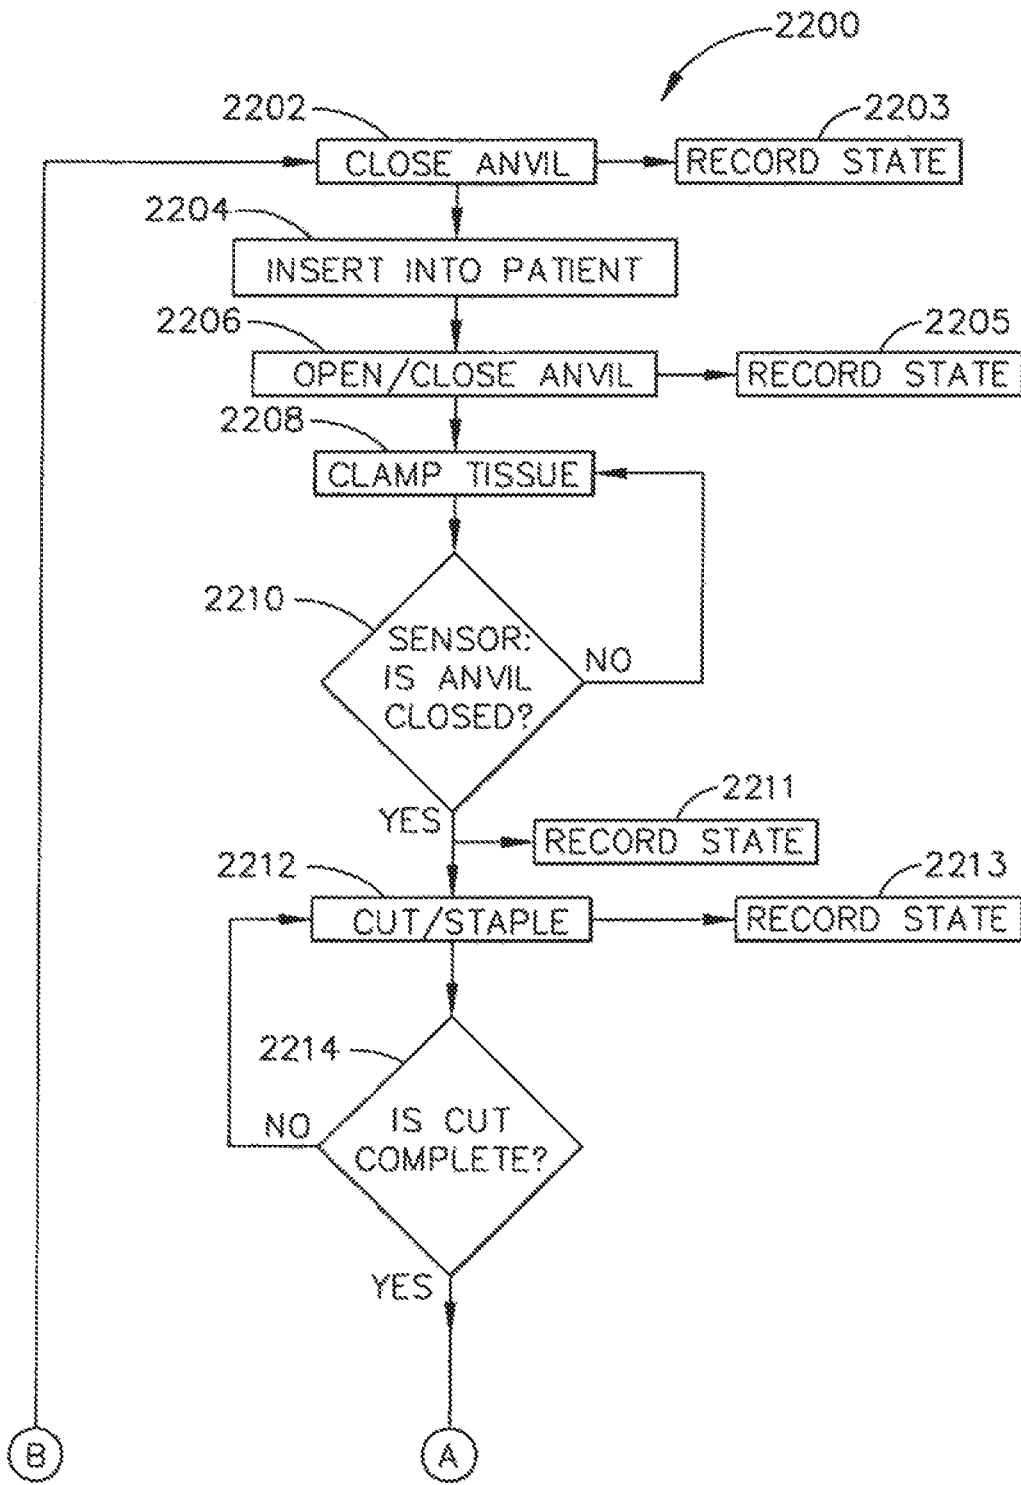 2200
2202
2203
CLOSE ANVIL
RECORD STATE
2204
INSERT INTO PATIENT
2206
2205
OPEN/CLOSE ANVIL
RECORD STATE
2208
CLAMP TISSUE
2210
SENSOR:
IS ANVIL
CLOSED?
NO
YES
2211
RECORD STATE
2212
2213
CUT/STAPLE
RECORD STATE
2214
IS CUT
COMPLETE?
NO
YES
B
A